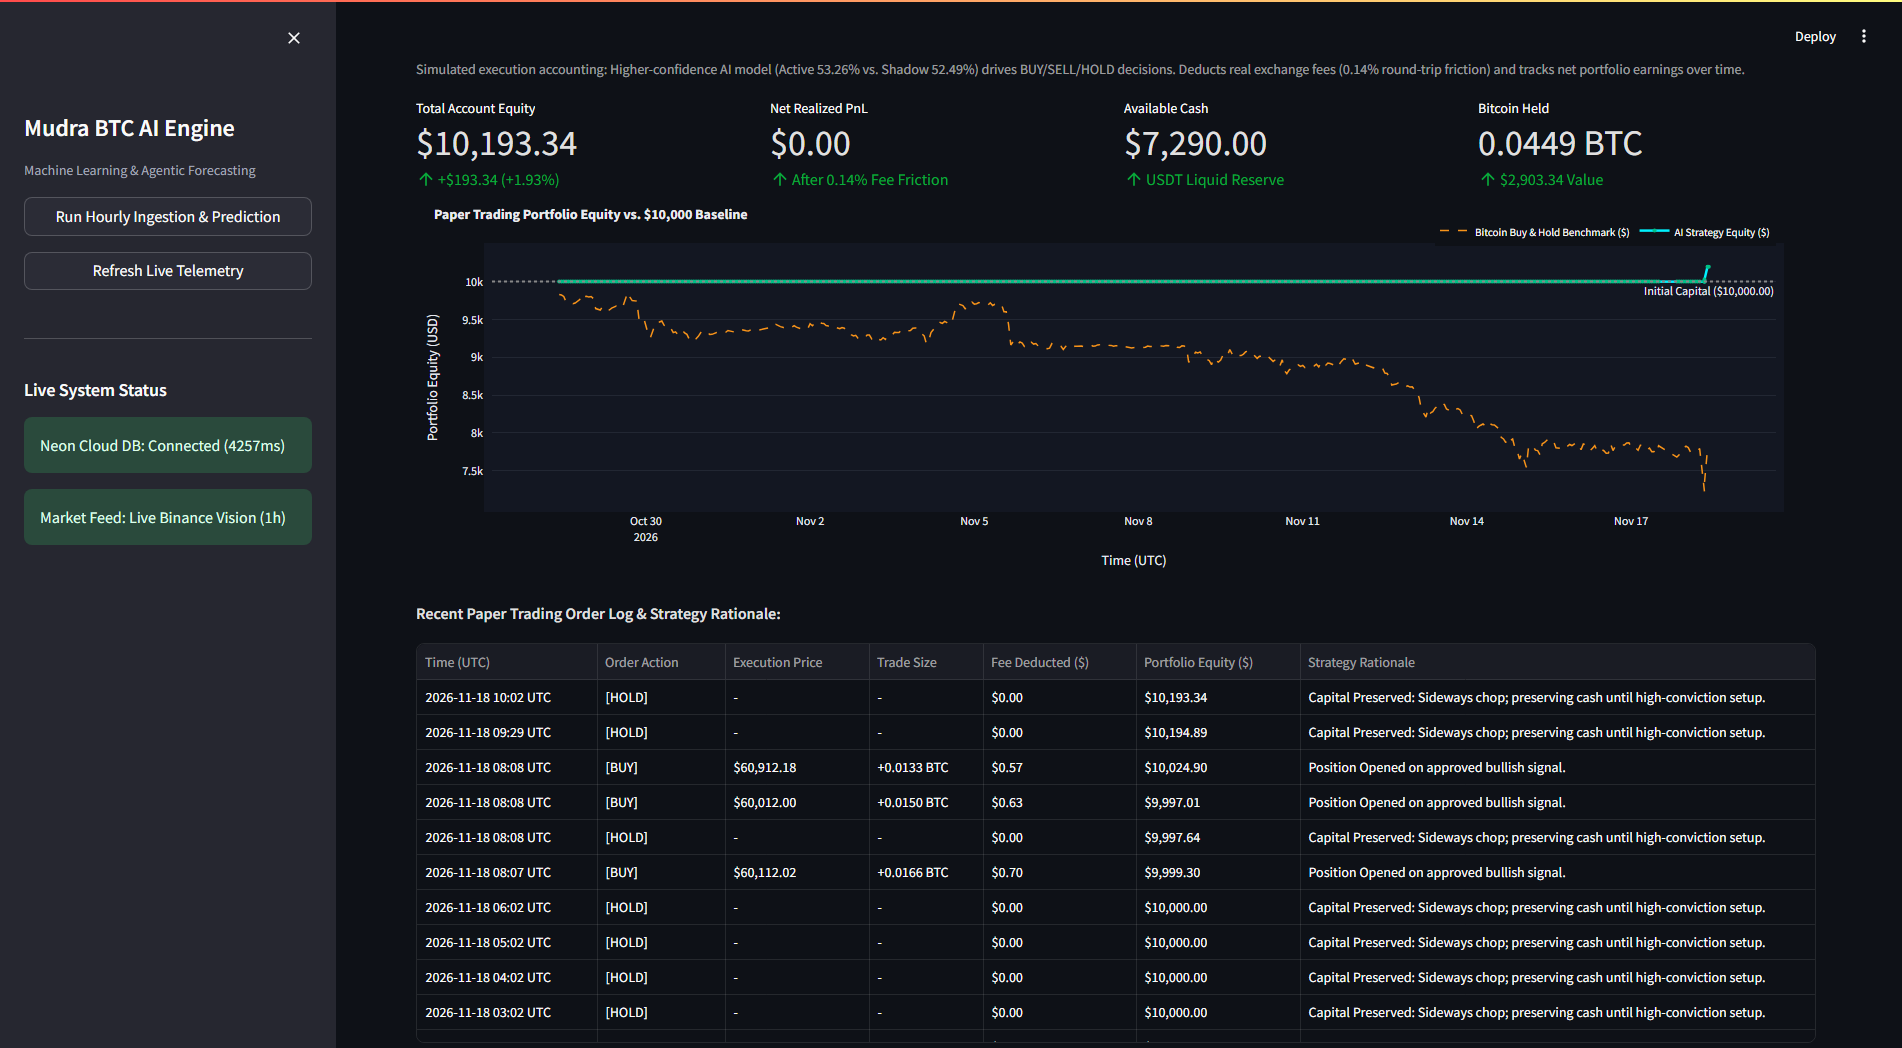 Deploy
Mudra BTC AI Engine
Machine Learning & Agentic Forecasting
Run Hourly Ingestion & Prediction
Refresh Live Telemetry
Live System Status
Neon Cloud DB: Connected (4257ms)
Market Feed: Live Binance Vision (1h)
Simulated execution accounting: Higher-confidence AI model (Active 53.26% vs. Shadow 52.49%) drives BUY/SELL/HOLD decisions. Deducts real exchange fees (0.14% round-trip friction) and tracks net portfolio earnings over time.
Total Account Equity
$10,193.34
+$193.34 (+1.93%)
Net Realized PnL
$0.00
After 0.14% Fee Friction
Available Cash
$7,290.00
USDT Liquid Reserve
Bitcoin Held
0.0449 BTC
$2,903.34 Value
Paper Trading Portfolio Equity vs. $10,000 Baseline
Bitcoin Buy & Hold Benchmark ($)
AI Strategy Equity ($)
Portfolio Equity (USD)
10k
9.5k
9k
8.5k
8k
7.5k
Initial Capital ($10,000.00)
Oct 30
2026
Nov 2
Nov 5
Nov 8
Nov 11
Nov 14
Nov 17
Time (UTC)
Recent Paper Trading Order Log & Strategy Rationale:
Time (UTC) Order Action Execution Price Trade Size Fee Deducted ($) Portfolio Equity ($) Strategy Rationale
2026-11-18 10:02 UTC [HOLD] - - $0.00 $10,193.34 Capital Preserved: Sideways chop; preserving cash until high-conviction setup.
2026-11-18 09:29 UTC [HOLD] - - $0.00 $10,194.89 Capital Preserved: Sideways chop; preserving cash until high-conviction setup.
2026-11-18 08:08 UTC [BUY] $60,912.18 +0.0133 BTC $0.57 $10,024.90 Position Opened on approved bullish signal.
2026-11-18 08:08 UTC [BUY] $60,012.00 +0.0150 BTC $0.63 $9,997.01 Position Opened on approved bullish signal.
2026-11-18 08:08 UTC [HOLD] - - $0.00 $9,997.64 Capital Preserved: Sideways chop; preserving cash until high-conviction setup.
2026-11-18 08:07 UTC [BUY] $60,112.02 +0.0166 BTC $0.70 $9,999.30 Position Opened on approved bullish signal.
2026-11-18 06:02 UTC [HOLD] - - $0.00 $10,000.00 Capital Preserved: Sideways chop; preserving cash until high-conviction setup.
2026-11-18 05:02 UTC [HOLD] - - $0.00 $10,000.00 Capital Preserved: Sideways chop; preserving cash until high-conviction setup.
2026-11-18 04:02 UTC [HOLD] - - $0.00 $10,000.00 Capital Preserved: Sideways chop; preserving cash until high-conviction setup.
2026-11-18 03:02 UTC [HOLD] - - $0.00 $10,000.00 Capital Preserved: Sideways chop; preserving cash until high-conviction setup.